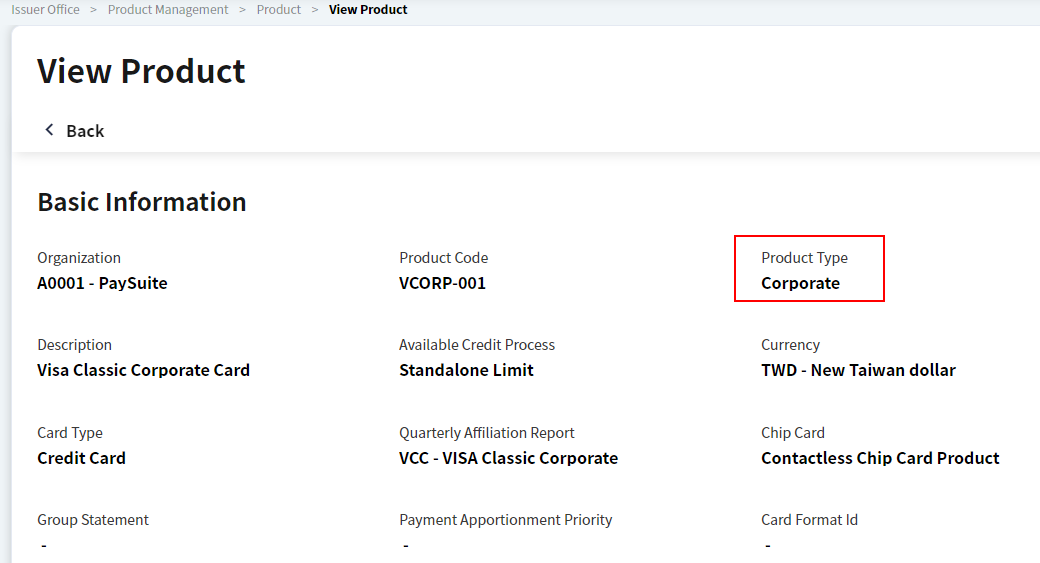 Issuer Office > Product Management > Product > View Product
View Product
Back
Basic Information
Organization Product Code Product Type
A0001 - PaySuite VCORP-001 Corporate
Description Available Credit Process Currency
Visa Classic Corporate Card Standalone Limit TWD - New Taiwan dollar
Card Type Quarterly Affiliation Report Chip Card
Credit Card VCC - VISA Classic Corporate Contactless Chip Card Product
Group Statement Payment Apportionment Priority Card Format Id
- - -